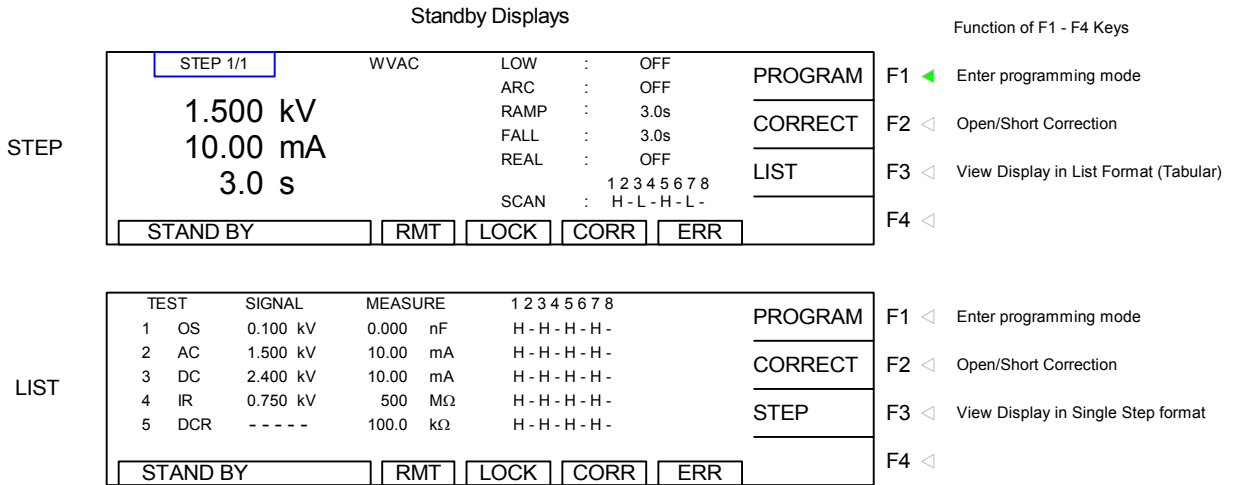 Standby Displays
Function of F1 - F4 Keys
STEP
STEP 1/1 WVAC LOW : OFF
ARC : OFF
1.500 kV RAMP : 3.0s
10.00 mA FALL : 3.0s
REAL : OFF
3.0 s 1 2 3 4 5 6 7 8
SCAN : H - L - H - L -
STAND BY RMT LOCK CORR ERR
PROGRAM F1 Enter programming mode
CORRECT F2 Open/Short Correction
LIST F3 View Display in List Format (Tabular)
F4
LIST
TEST SIGNAL MEASURE 1 2 3 4 5 6 7 8
1 OS 0.100 kV 0.000 nF H - H - H - H -
2 AC 1.500 kV 10.00 mA H - H - H - H -
3 DC 2.400 kV 10.00 mA H - H - H - H -
4 IR 0.750 kV 500 MΩ H - H - H - H -
5 DCR - - - - - 100.0 kΩ H - H - H - H -
STAND BY RMT LOCK CORR ERR
PROGRAM F1 Enter programming mode
CORRECT F2 Open/Short Correction
STEP F3 View Display in Single Step format
F4